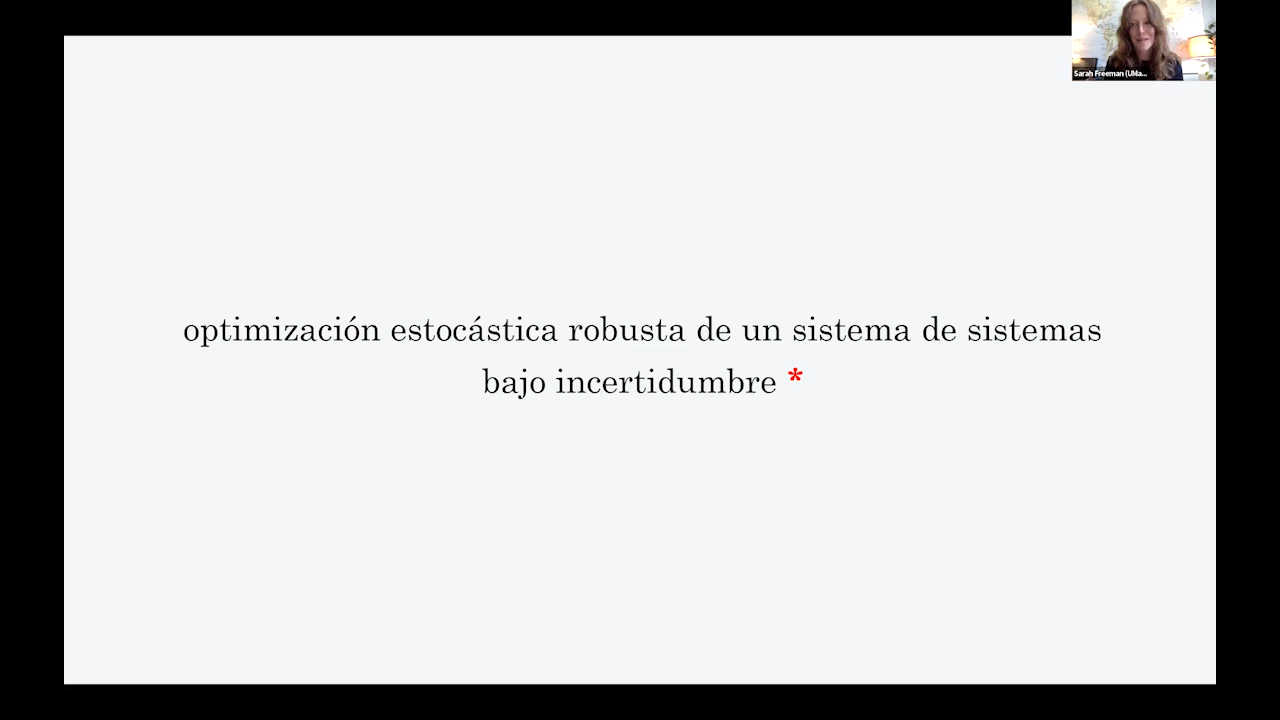 Sarah Freeman (UMa...
optimización estocástica robusta de un sistema de sistemas
bajo incertidumbre *